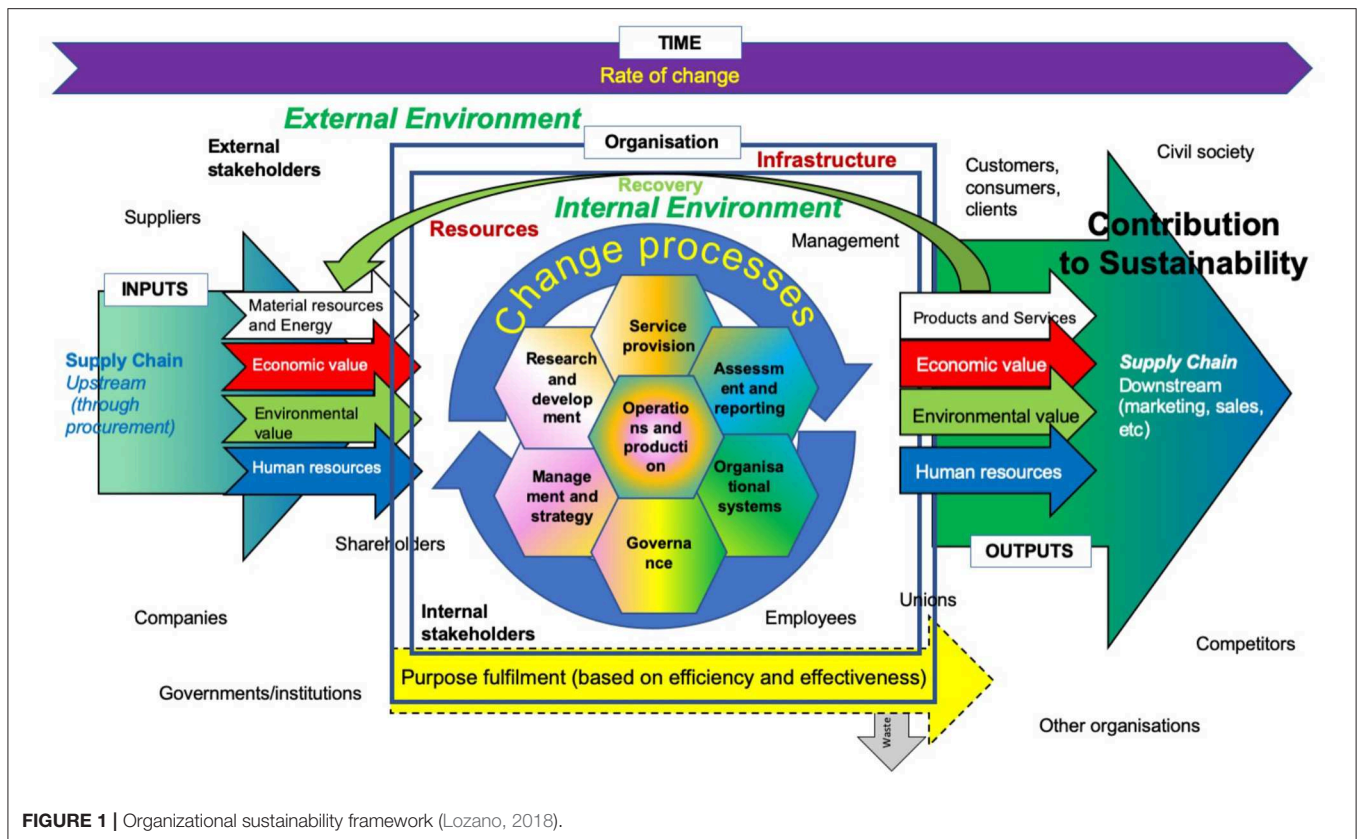 TIME
Rate of change
External Environment
Organisation
External
stakeholders
Infrastructure
Customers,
consumers,
clients
Civil society
Recovery
Internal Environment
Suppliers
Resources
Management
Contribution
to Sustainability
Change processes
INPUTS
Material resources
and Energy
Economic value
Environmental
value
Human resources
Supply Chain
Upstream
(through
procurement)
Service
provision
Research
and
develop
ment
Assessm
ent and
reporting
Operatio
ns and
producti
on
Manage
ment and
strategy
Organisa
tional
systems
Governa
nce
Products and Services
Economic value
Environmental value
Human resources
Supply Chain
Downstream
(marketing, sales,
etc)
OUTPUTS
Shareholders
Companies
Internal
stakeholders
Employees
Unions
Competitors
Governments/institutions
Purpose fulfilment (based on efficiency and effectiveness)
Waste
Other organisations
FIGURE 1 | Organizational sustainability framework (Lozano, 2018).